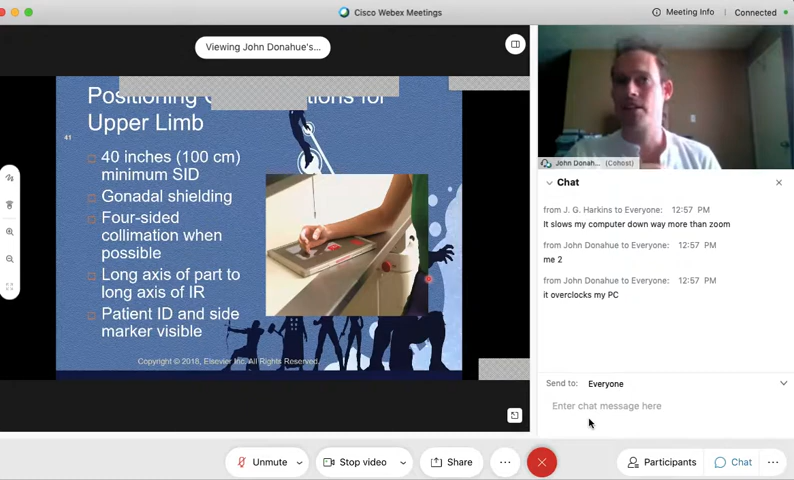 Cisco Webex Meetings
Meeting Info
Connected
Viewing John Donahue's...
Positioning
for
Upper Limb
41
40 inches (100 cm)
minimum SID
Gonadal shielding
Four-sided
collimation when
possible
Long axis of part to
long axis of IR
Patient ID and side
marker visible
Copyright © 2018, Elsevier Inc. All Rights Reserved.
John Donah... (Cohost)
Chat
from J. G. Harkins to Everyone: 12:57 PM
It slows my computer down way more than zoom
from John Donahue to Everyone: 12:57 PM
me 2
from John Donahue to Everyone: 12:57 PM
it overclocks my PC
Send to: Everyone
Enter chat message here
Unmute
Stop video
Share
Participants
Chat